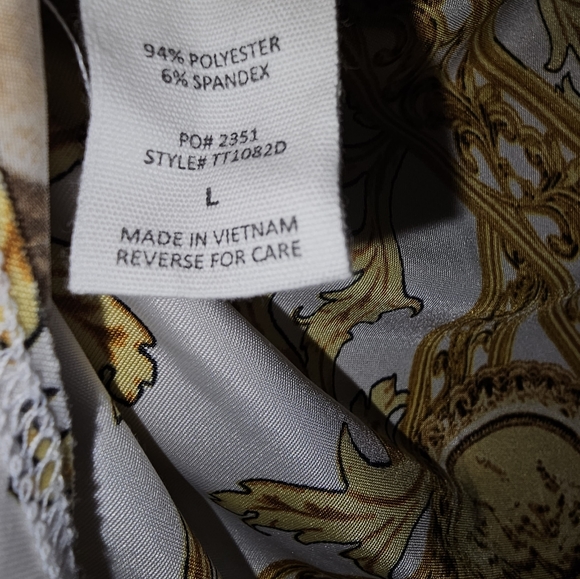 94% POLYESTER
6% SPANDEX
PO# 2351
STYLE# TT1082D
L
MADE IN VIETNAM
REVERSE FOR CARE